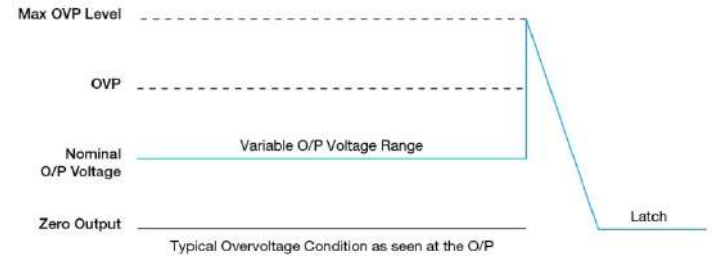 Max OVP Level
OVP
Variable O/P Voltage Range
Nominal
O/P Voltage
Zero Output
Latch
Typical Overvoltage Condition as seen at the O/P